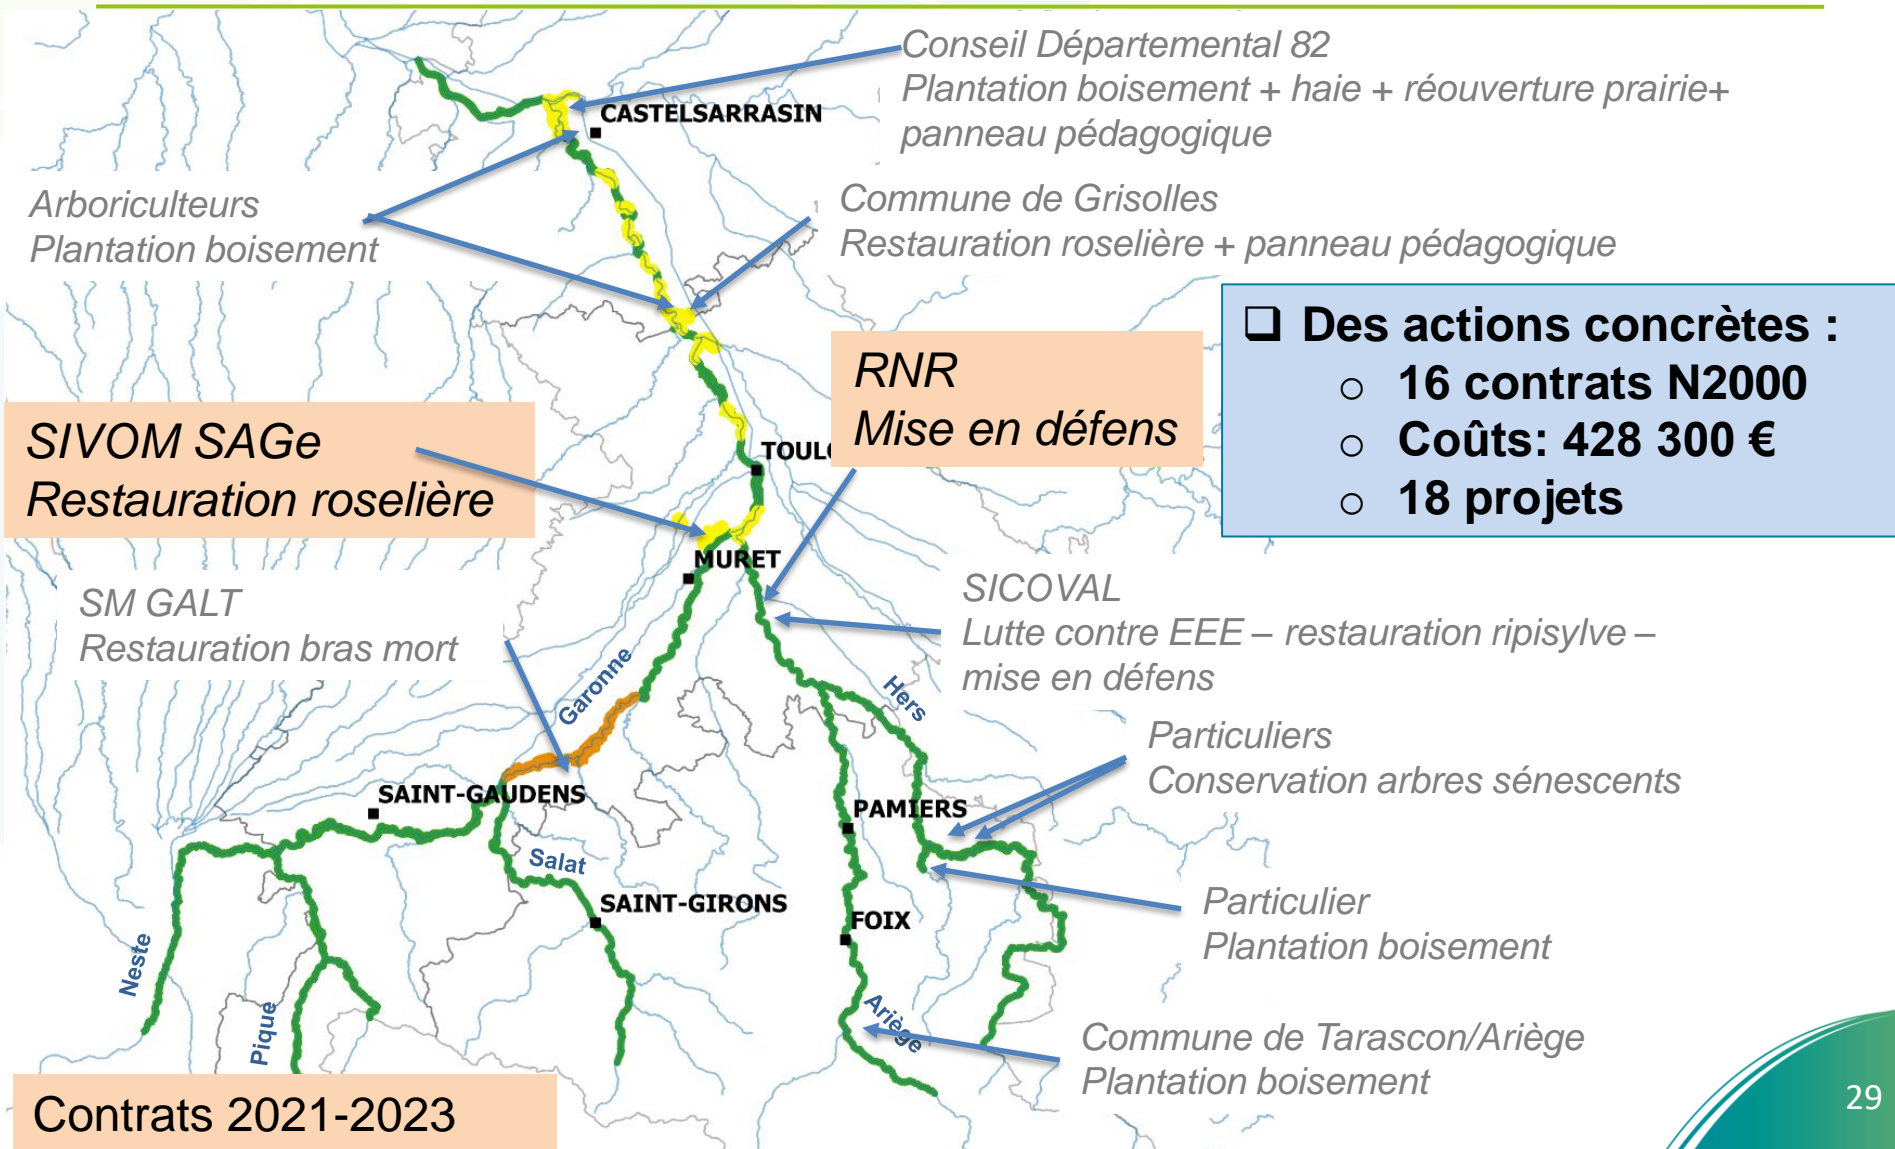 Conseil Départemental 82
Plantation boisement + haie + réouverture prairie+
panneau pédagogique
CASTELSARRASIN
Arboriculteurs
Plantation boisement
Commune de Grisolles
Restauration roselière + panneau pédagogique
❑ Des actions concrètes :
o 16 contrats N2000
o Coûts: 428 300 €
o 18 projets
RNR
Mise en défens
SIVOM SAGe
Restauration roselière
TOULO
MURET
SM GALT
Restauration bras mort
SICOVAL
Lutte contre EEE – restauration ripisylve –
mise en défens
Garonne
Hers
Particuliers
Conservation arbres sénescents
SAINT-GAUDENS
PAMIERS
Salat
SAINT-GIRONS
FOIX
Particulier
Plantation boisement
Neste
Pique
Ariège
Commune de Tarascon/Ariège
Plantation boisement
Contrats 2021-2023
29